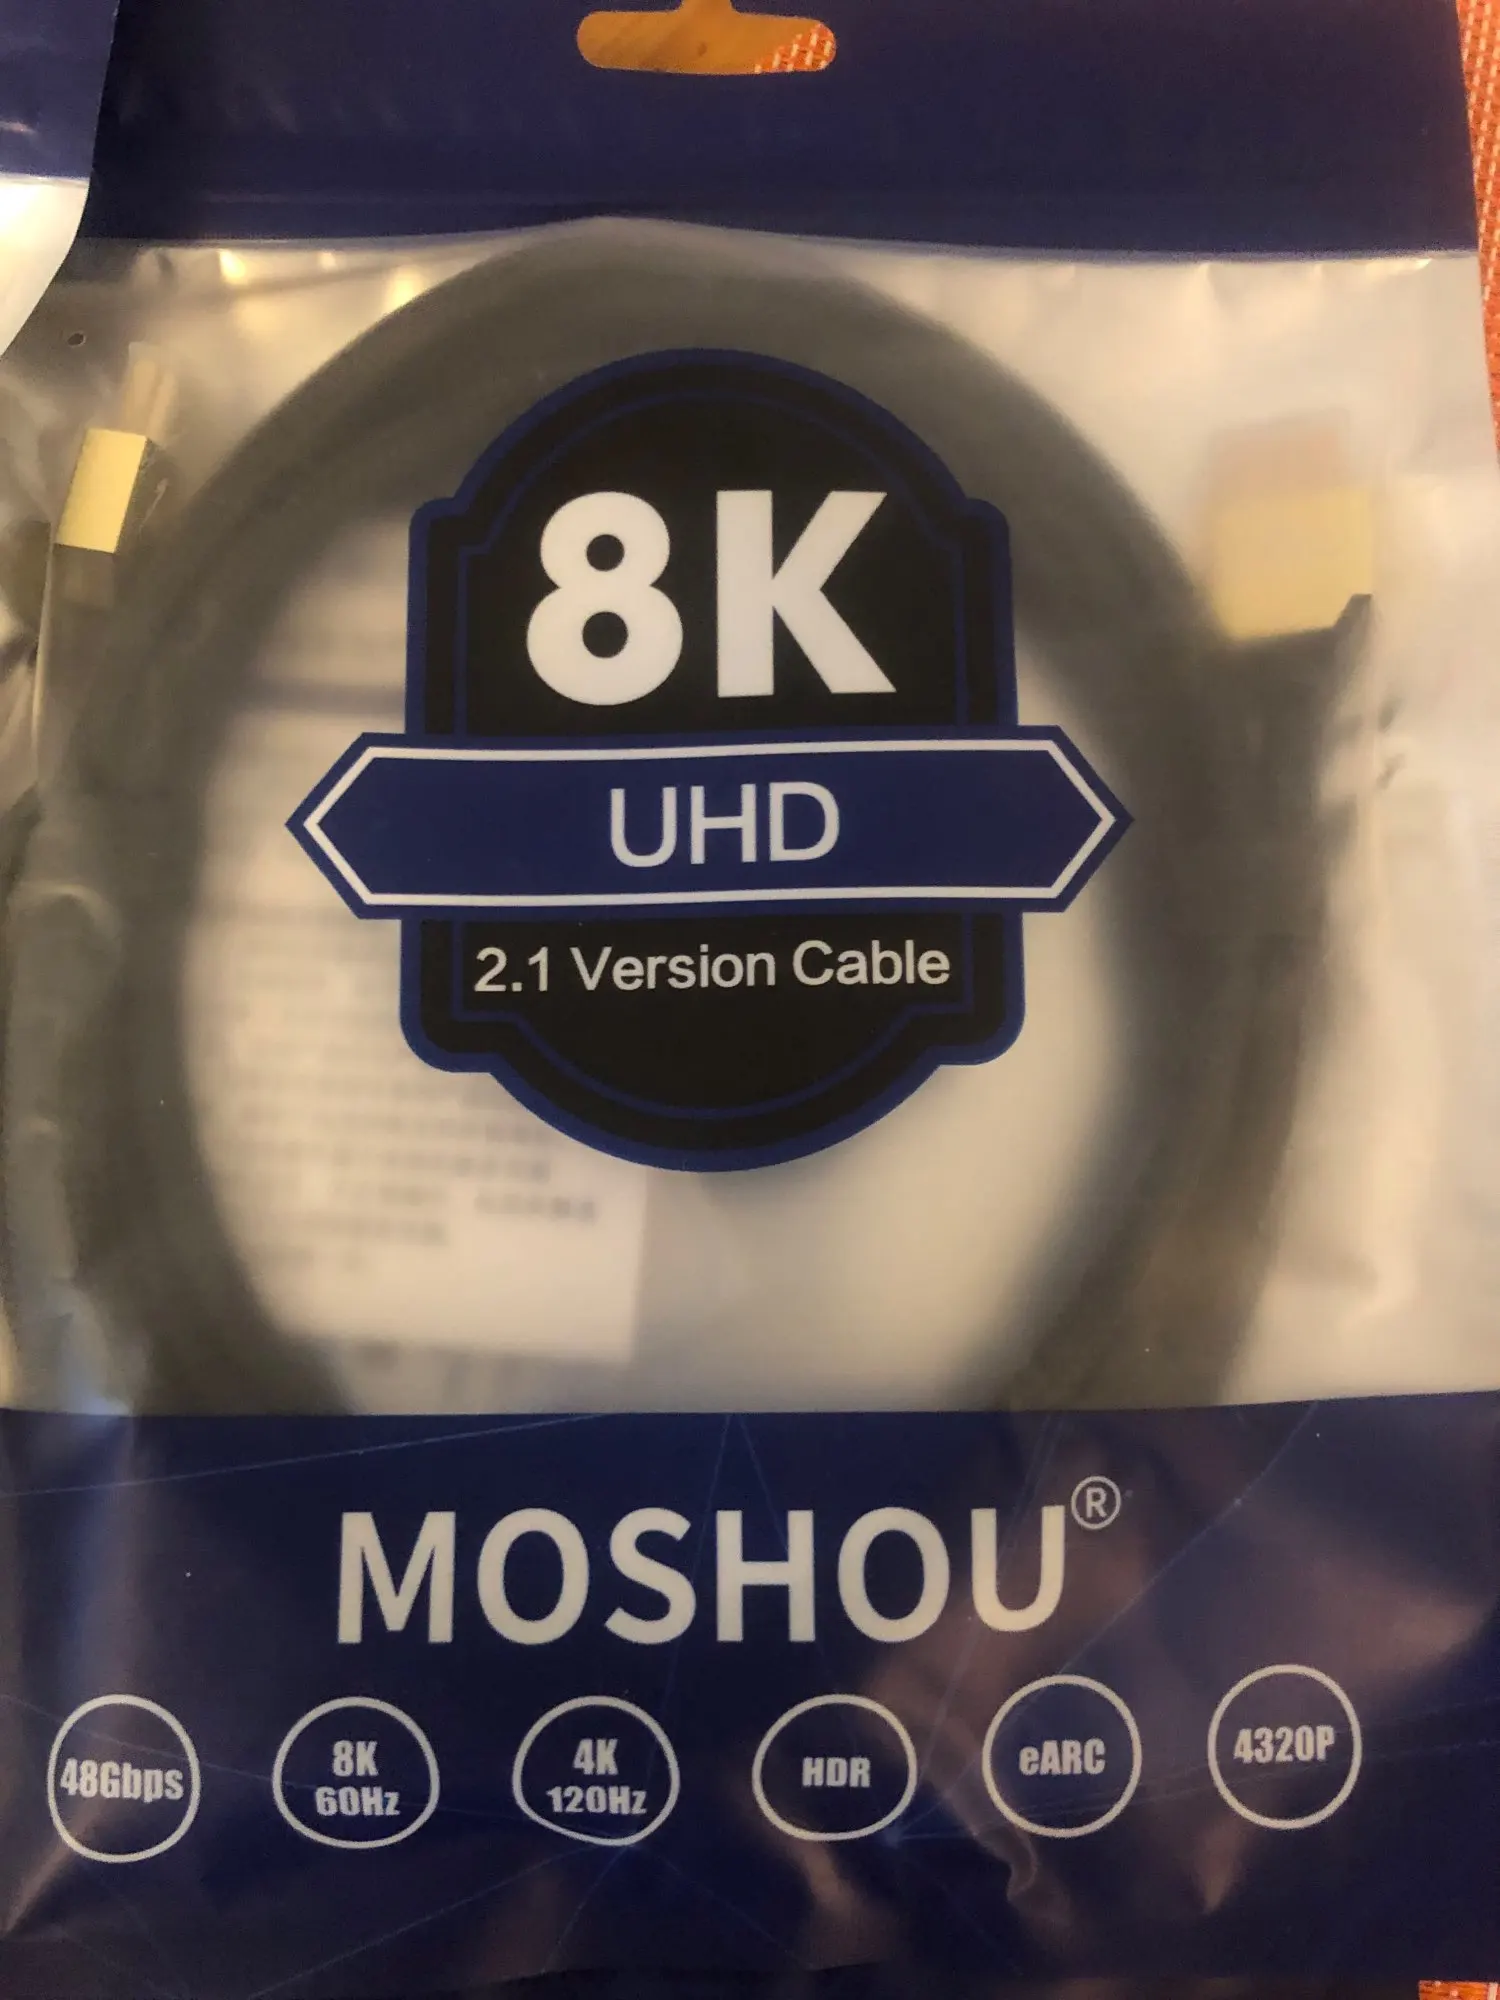 8K
UHD
2.1 Version Cable
MOSHOU®
48Gbps
8K
60Hz
4K
120Hz
HDR
eARC
4320P